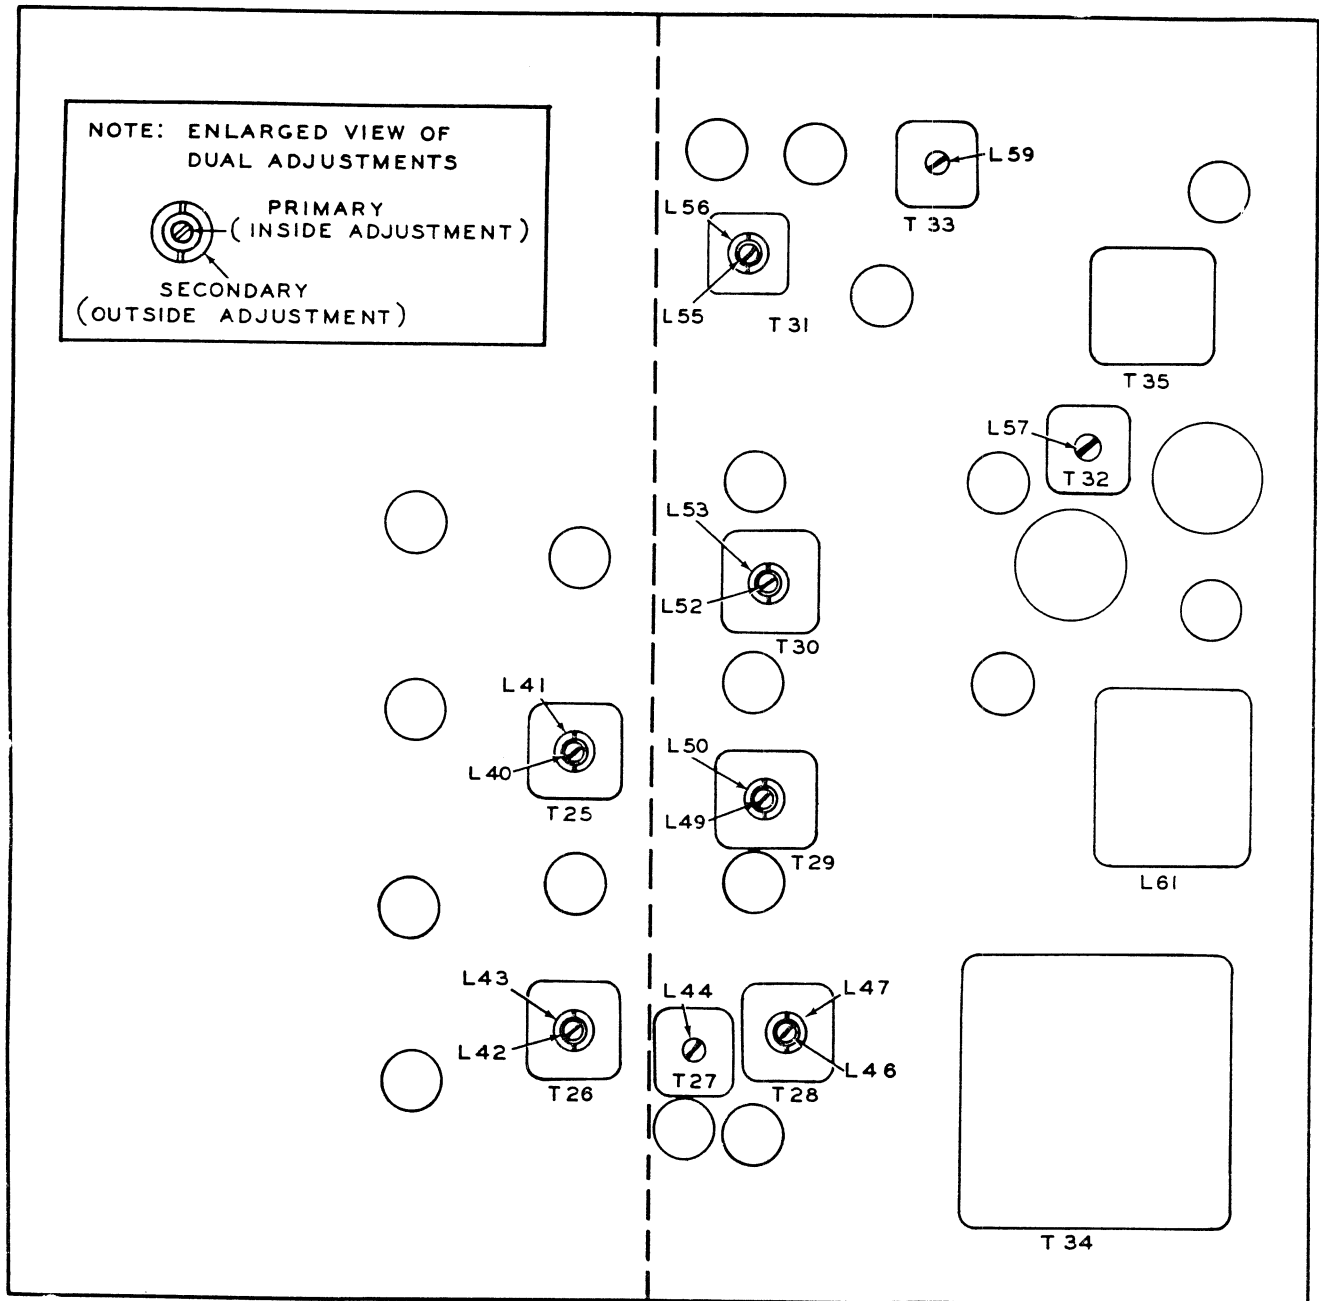 NOTE: ENLARGED VIEW OF
DUAL ADJUSTMENTS
PRIMARY
(INSIDE ADJUSTMENT)
SECONDARY
(OUTSIDE ADJUSTMENT)
L59
T33
L56
L55
T31
T35
L57
T32
L53
L52
T30
L41
L40
T25
L50
L49
T29
L61
L43
L42
T26
L44
T27
L47
L46
T28
T34